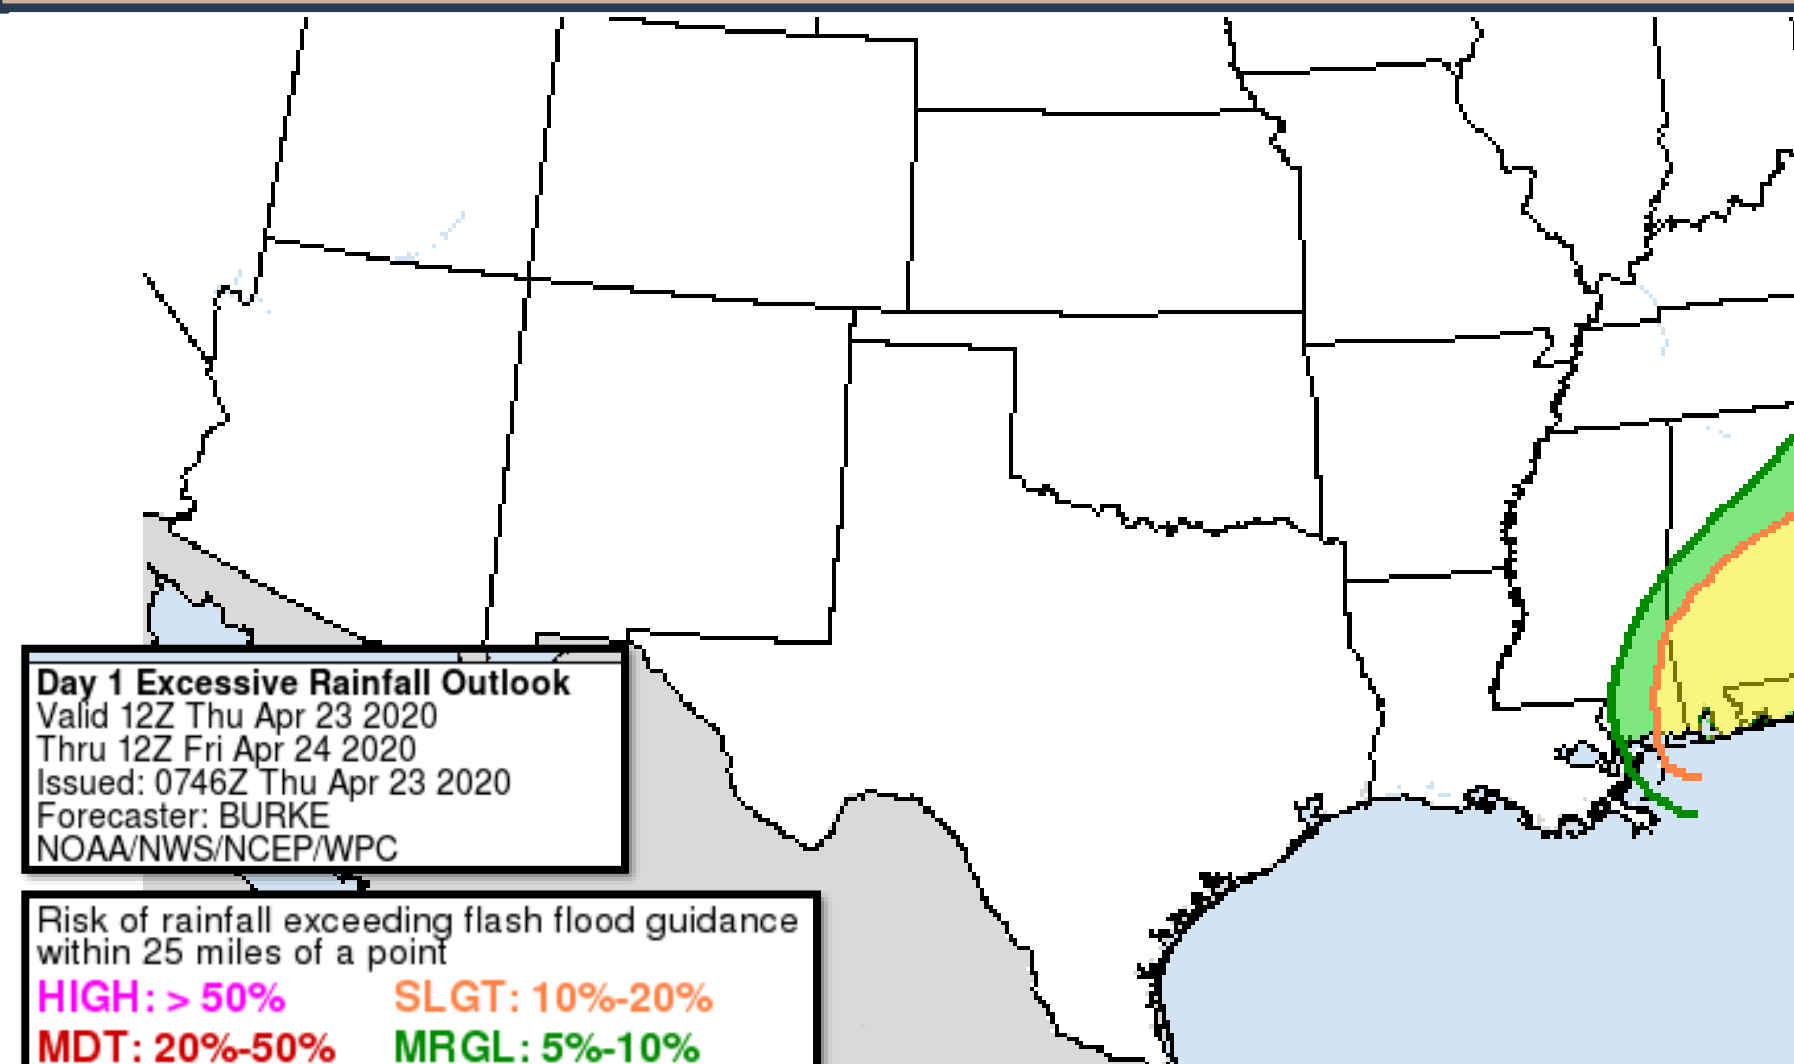 Day 1 Excessive Rainfall Outlook
Valid 12Z Thu Apr 23 2020
Thru 12Z Fri Apr 24 2020
Issued: 0746Z Thu Apr 23 2020
Forecaster: BURKE
NOAA/NWS/NCEP/WPC
Risk of rainfall exceeding flash flood guidance
within 25 miles of a point
HIGH: > 50% SLGT: 10%-20%
MDT: 20%-50% MRGL: 5%-10%